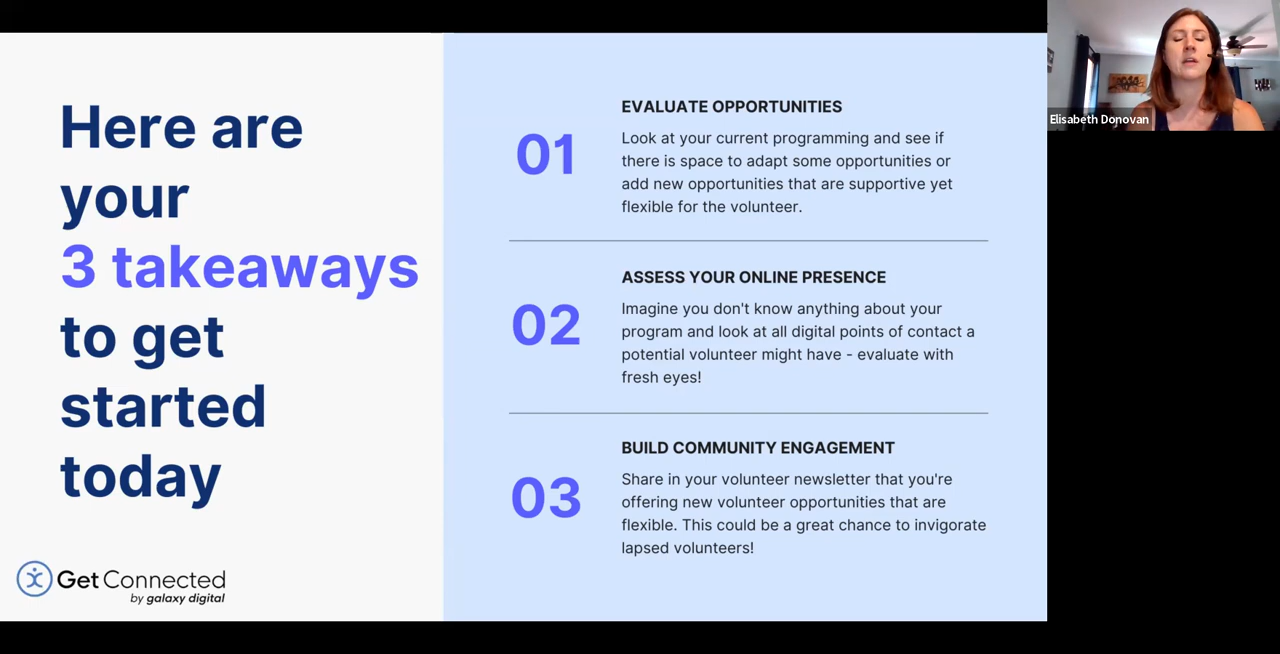 Here are
your
3 takeaways
to get
started
today
GetConnected
by galaxy digital
01
EVALUATE OPPORTUNITIES
Look at your current programming and see if
there is space to adapt some opportunities or
add new opportunities that are supportive yet
flexible for the volunteer.
02
ASSESS YOUR ONLINE PRESENCE
Imagine you don't know anything about your
program and look at all digital points of contact a
potential volunteer might have - evaluate with
fresh eyes!
03
BUILD COMMUNITY ENGAGEMENT
Share in your volunteer newsletter that you're
offering new volunteer opportunities that are
flexible. This could be a great chance to invigorate
lapsed volunteers!
Elisabeth Donovan